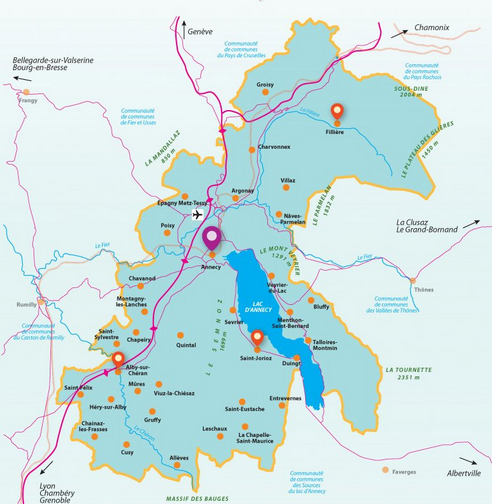 Genève
Chamonix
Communauté
de communes
du Pays de Cruseilles
Bellegarde-sur-Valserine
Bourg-en-Bresse
Communauté
de communes
du Pays Rochois
Groisy
SOUS-DINE
2004 m
Frangy
Communauté
de communes
de Fier et Usses
La Fillière
Fillière
LE PLATEAU DES GLIÈRES
1450 m
LA MANDALLAZ
850 m
Charvonnex
Villaz
Argonay
LE PARMELAN
1832 m
Epagny Metz-Tessy
Nâves-
Parmelan
Poisy
La Clusaz
Le Grand-Bornand
Le Fier
LE MONT VEYRIER
1291 m
Le Fier
Annecy
Chavanod
Veyrier-
du-Lac
Thônes
LAC
D'ANNECY
Montagny-
les-Lanches
Bluffy
Communauté
de communes
des Vallées de Thônes
Rumilly
Menthon-
Saint-Bernard
Sevrier
LE SEMNOZ
1699 m
Communauté
de communes
du Canton de Rumilly
Saint-
Sylvestre
Chapeiry
Quintal
Talloires-
Montmin
Saint-Jorioz
Duingt
Alby-sur-
Chéran
LA TOURNETTE
2351 m
Saint-Félix
Mûres
Viuz-la-Chiésaz
Entrevernes
Héry-sur-Alby
Gruffy
Saint-Eustache
Chainaz-
les-Frasses
Le Chéran
Leschaux
La Chapelle-
Saint-Maurice
Cusy
Allèves
Faverges
Albertville
Communauté
de communes
des Sources
du lac d'Annecy
Lyon
Chambéry
Grenoble
MASSIF DES BAUGES